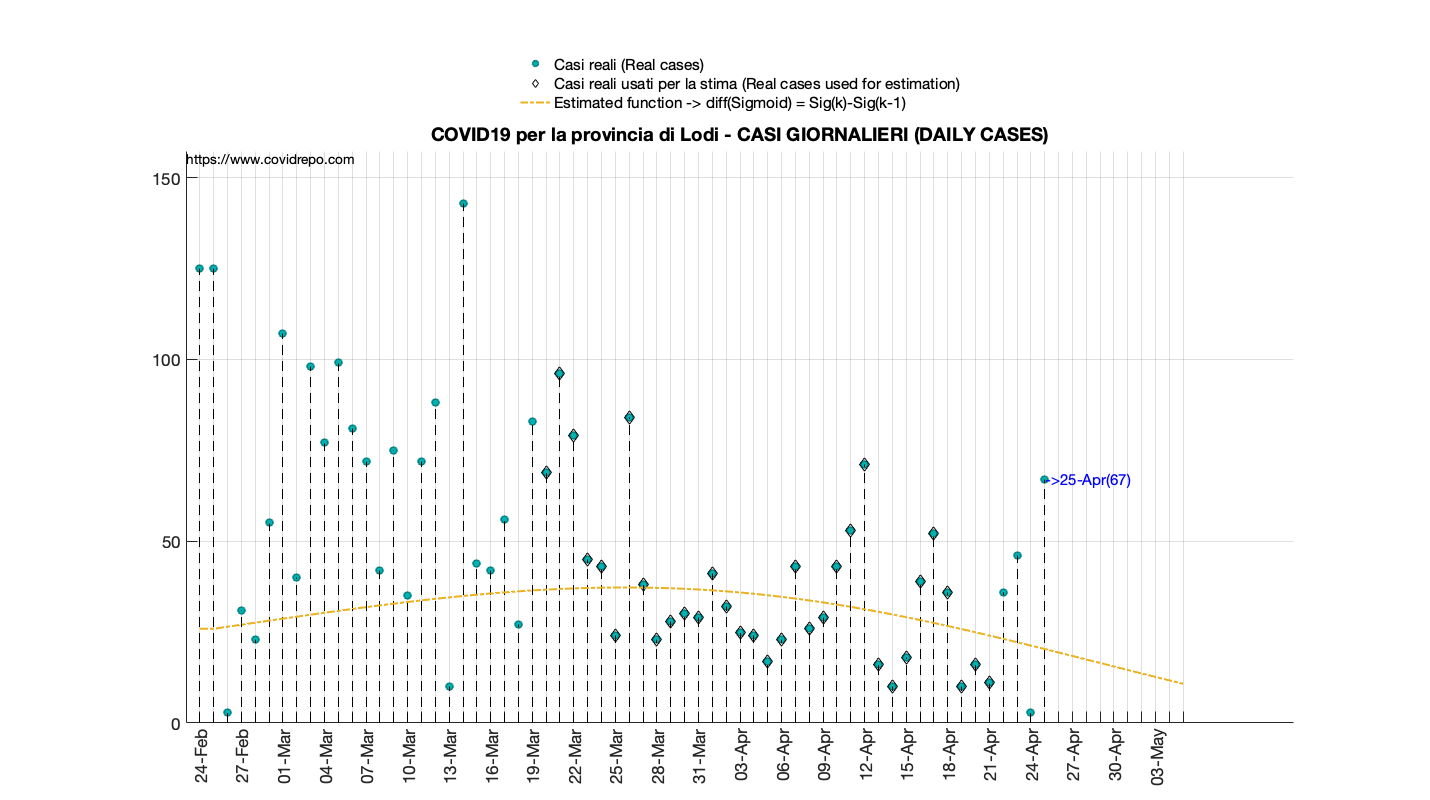 Casi reali (Real cases)
Casi reali usati per la stima (Real cases used for estimation)
Estimated function -> diff(Sigmoid) = Sig(k)-Sig(k-1)
COVID19 per la provincia di Lodi - CASI GIORNALIERI (DAILY CASES)
https://www.covidrepo.com
150
100
50
0
->25-Apr(67)
24-Feb
27-Feb
01-Mar
04-Mar
07-Mar
10-Mar
13-Mar
16-Mar
19-Mar
22-Mar
25-Mar
28-Mar
31-Mar
03-Apr
06-Apr
09-Apr
12-Apr
15-Apr
18-Apr
21-Apr
24-Apr
27-Apr
30-Apr
03-May